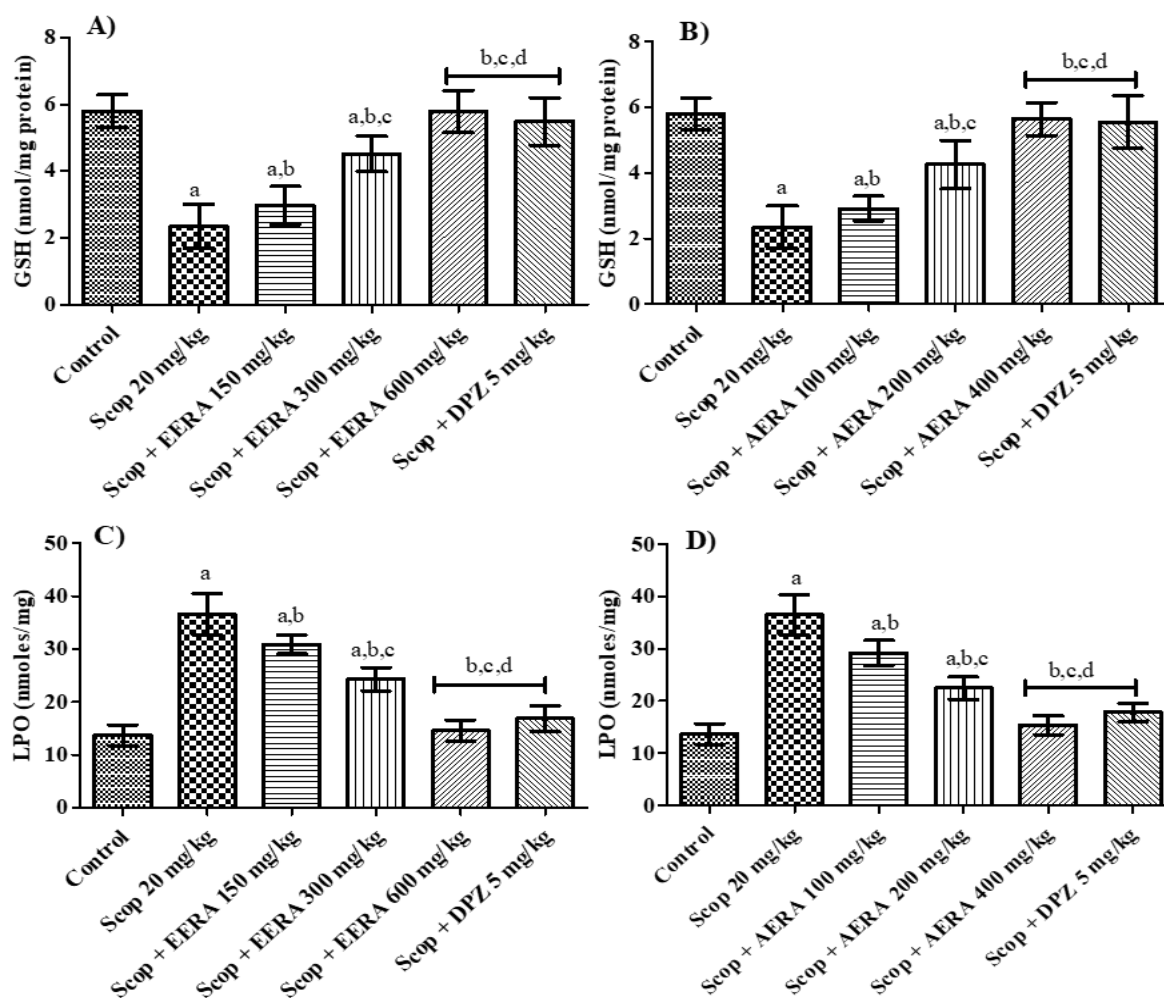 A)
GSH (nmol/mg protein)
8
6
4
2
0
a
a,b
a,b,c
b,c,d
Control
Scop 20 mg/kg
Scop + EERA 150 mg/kg
Scop + EERA 300 mg/kg
Scop + EERA 600 mg/kg
Scop + DPZ 5 mg/kg
B)
GSH (nmol/mg protein)
8
6
4
2
0
a
a,b
a,b,c
b,c,d
Control
Scop 20 mg/kg
Scop + AERA 100 mg/kg
Scop + AERA 200 mg/kg
Scop + AERA 400 mg/kg
Scop + DPZ 5 mg/kg
C)
LPO (nmoles/mg)
50
40
30
20
10
0
a
a,b
a,b,c
b,c,d
Control
Scop 20 mg/kg
Scop + EERA 150 mg/kg
Scop + EERA 300 mg/kg
Scop + EERA 600 mg/kg
Scop + DPZ 5 mg/kg
D)
LPO (nmoles/mg)
50
40
30
20
10
0
a
a,b
a,b,c
b,c,d
Control
Scop 20 mg/kg
Scop + AERA 100 mg/kg
Scop + AERA 200 mg/kg
Scop + AERA 400 mg/kg
Scop + DPZ 5 mg/kg